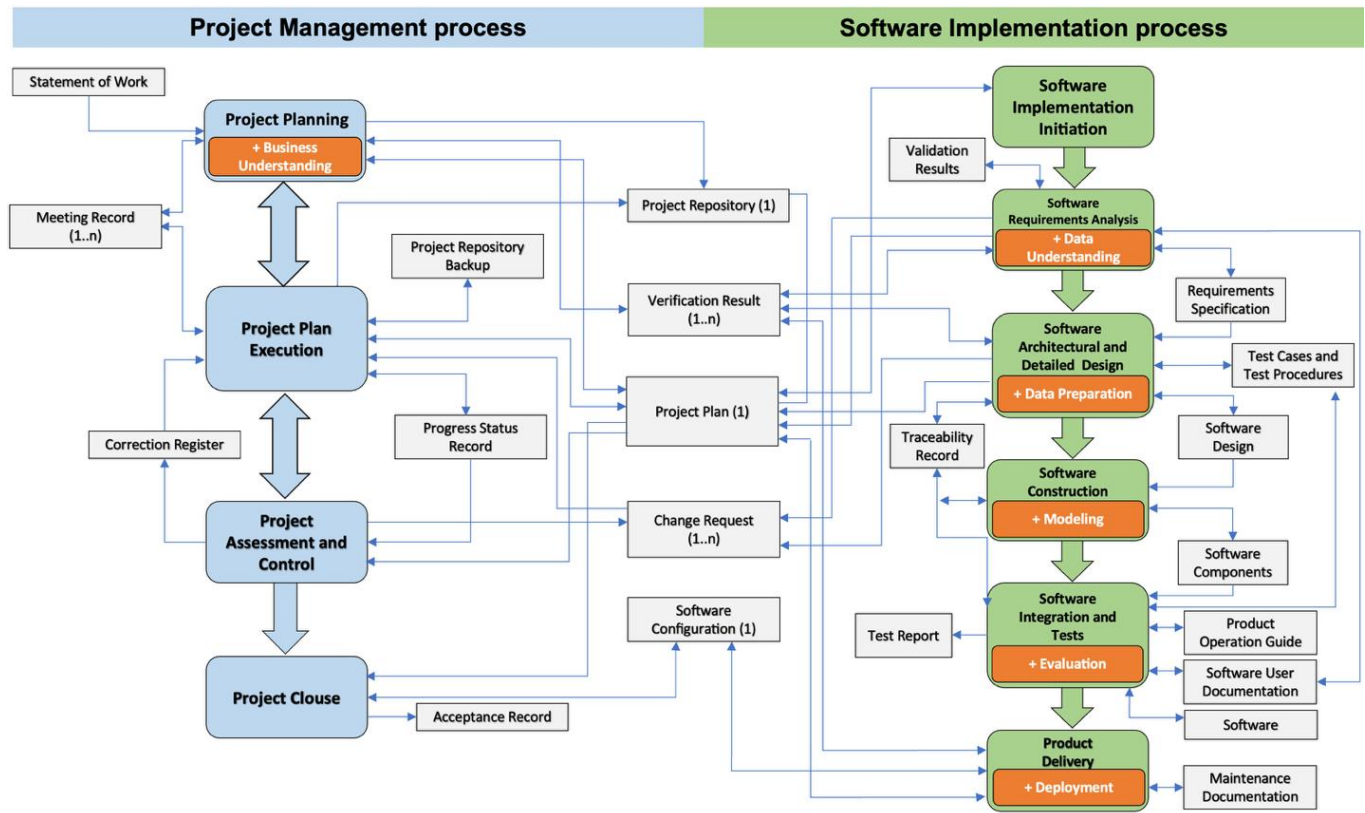 Project Management process
Software Implementation process
Statement of Work
Project Planning
+ Business
Understanding
Meeting Record
(1..n)
Project Repository
Backup
Project Plan
Execution
Correction Register
Progress Status
Record
Project
Assessment and
Control
Project Clouse
Acceptance Record
Project Repository (1)
Verification Result
(1..n)
Project Plan (1)
Change Request
(1..n)
Software
Configuration (1)
Software
Implementation
Initiation
Validation
Results
Software
Requirements Analysis
+ Data
Understanding
Requirements
Specification
Software
Architectural and
Detailed Design
+ Data Preparation
Test Cases and
Test Procedures
Traceability
Record
Software
Design
Software
Construction
+ Modeling
Software
Components
Software
Integration and
Tests
+ Evaluation
Test Report
Product
Operation Guide
Software User
Documentation
Software
Product
Delivery
+ Deployment
Maintenance
Documentation